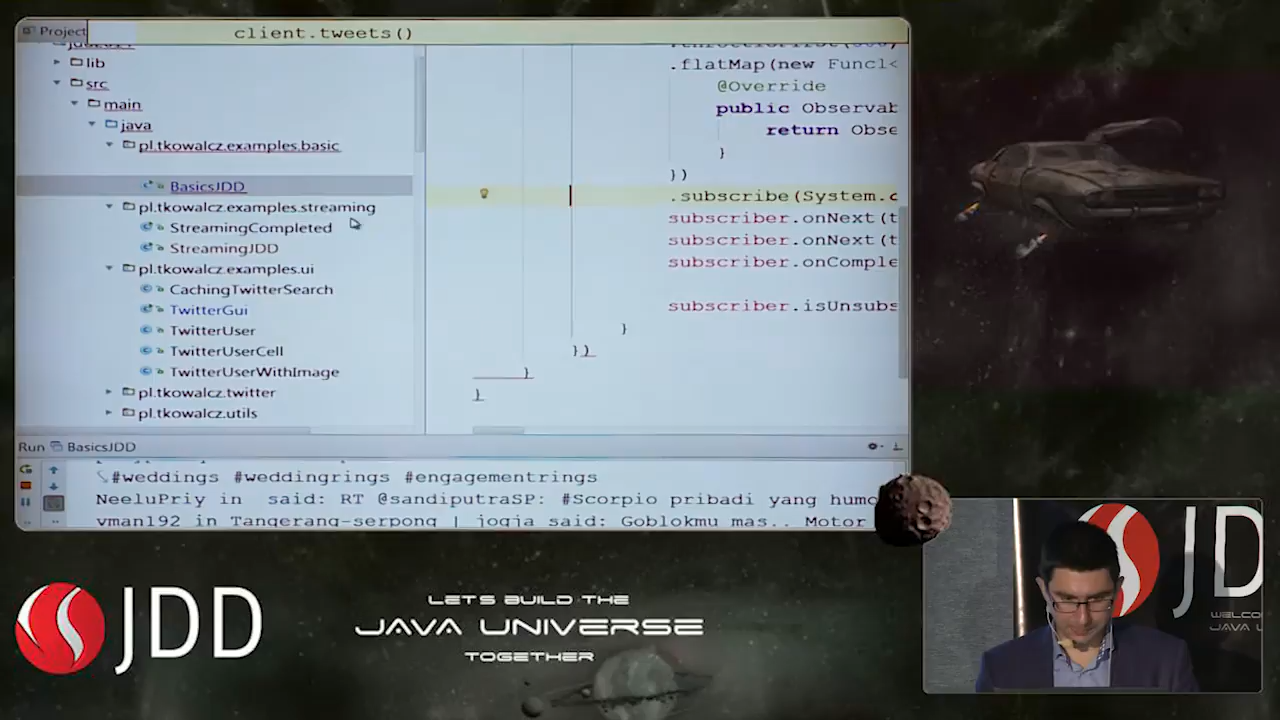 Project
client.tweets()
lib
src
main
java
pl.tkowalcz.examples.basic
BasicsJDD
pl.tkowalcz.examples.streaming
StreamingCompleted
StreamingJDD
pl.tkowalcz.examples.ui
CachingTwitterSearch
TwitterGui
TwitterUser
TwitterUserCell
TwitterUserWithImage
pl.tkowalcz.twitter
pl.tkowalcz.utils
.flatMap(new Func1<
@Override
public Observab
return Obse
}
})
.subscribe(System.o
subscriber.onNext(t
subscriber.onNext(t
subscriber.onComple
subscriber.isUnsubs
}
})
}
}
Run BasicsJDD
#weddings #weddingrings #engagementrings
NeeluPriy in said: RT @sandiputraSP: #Scorpio pribadi yang humo
vman192 in Tangerang-serpong | jogja said: Goblokmu mas.. Motor
JDD
LETS BUILD THE
JAVA UNIVERSE
TOGETHER
JD
WELCO
JAVA U